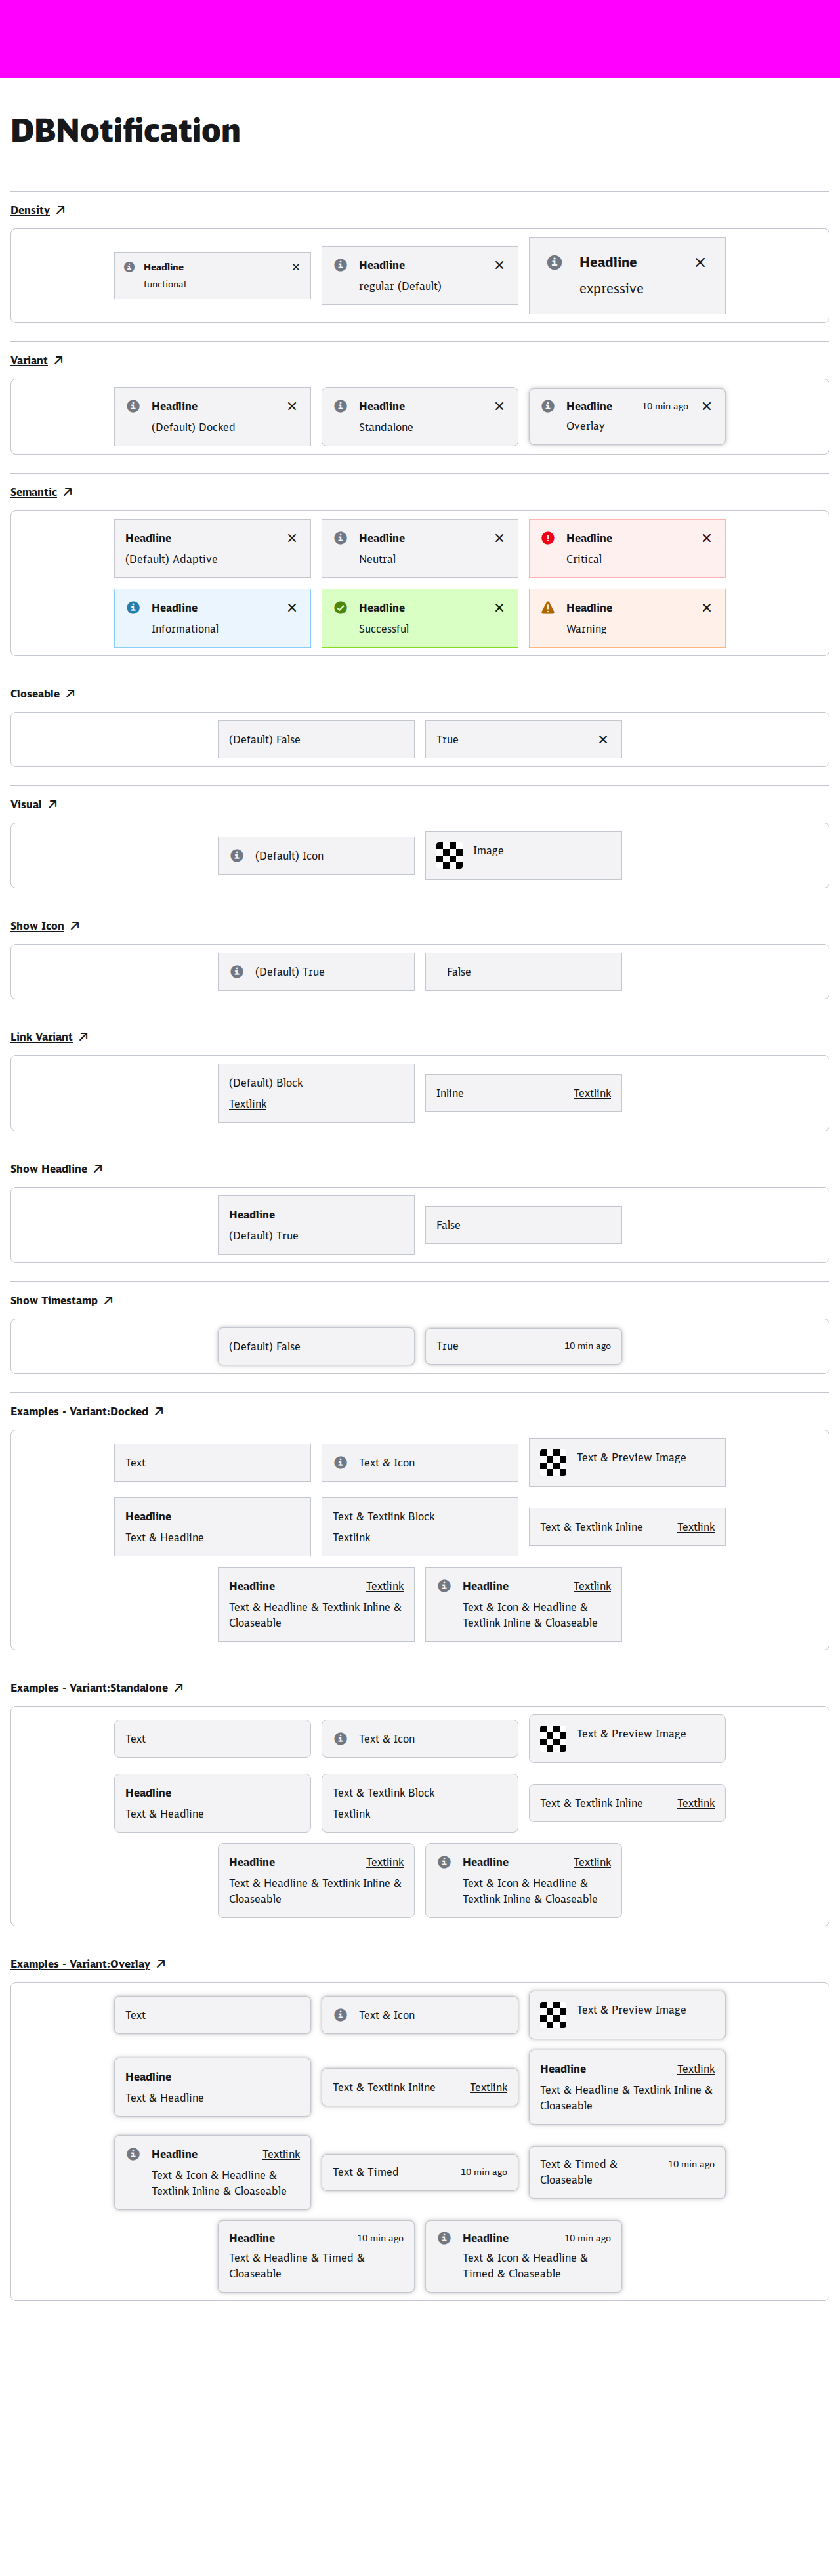 DBNotification
Density
Headline
functional
Headline
regular (Default)
Headline
expressive
Variant
Headline
(Default) Docked
Headline
Standalone
Headline 10 min ago
Overlay
Semantic
Headline
(Default) Adaptive
Headline
Neutral
Headline
Critical
Headline
Informational
Headline
Successful
Headline
Warning
Closeable
(Default) False
True
Visual
(Default) Icon
Image
Show Icon
(Default) True
False
Link Variant
(Default) Block
Textlink
Inline Textlink
Show Headline
Headline
(Default) True
False
Show Timestamp
(Default) False
True 10 min ago
Examples - Variant:Docked
Text
Text & Icon
Text & Preview Image
Headline
Text & Headline
Text & Textlink Block
Textlink
Text & Textlink Inline Textlink
Headline Textlink
Text & Headline & Textlink Inline &
Cloaseable
Headline Textlink
Text & Icon & Headline &
Textlink Inline & Cloaseable
Examples - Variant:Standalone
Text
Text & Icon
Text & Preview Image
Headline
Text & Headline
Text & Textlink Block
Textlink
Text & Textlink Inline Textlink
Headline Textlink
Text & Headline & Textlink Inline &
Cloaseable
Headline Textlink
Text & Icon & Headline &
Textlink Inline & Cloaseable
Examples - Variant:Overlay
Text
Text & Icon
Text & Preview Image
Headline
Text & Headline
Text & Textlink Inline Textlink
Headline Textlink
Text & Headline & Textlink Inline &
Cloaseable
Headline Textlink
Text & Icon & Headline &
Textlink Inline & Cloaseable
Text & Timed 10 min ago
Text & Timed & 10 min ago
Cloaseable
Headline 10 min ago
Text & Headline & Timed &
Cloaseable
Headline 10 min ago
Text & Icon & Headline &
Timed & Cloaseable